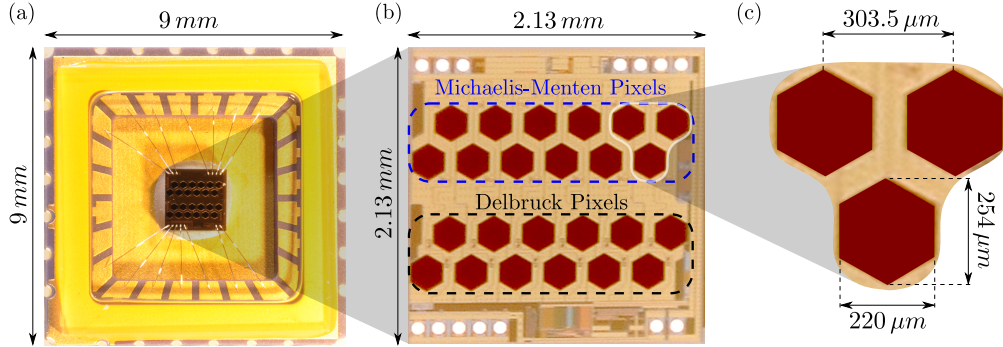 (a)
9 mm
9 mm
(b)
2.13 mm
2.13 mm
Michaelis-Menten Pixels
Delbruck Pixels
(c)
303.5 μm
254 μm
220 μm